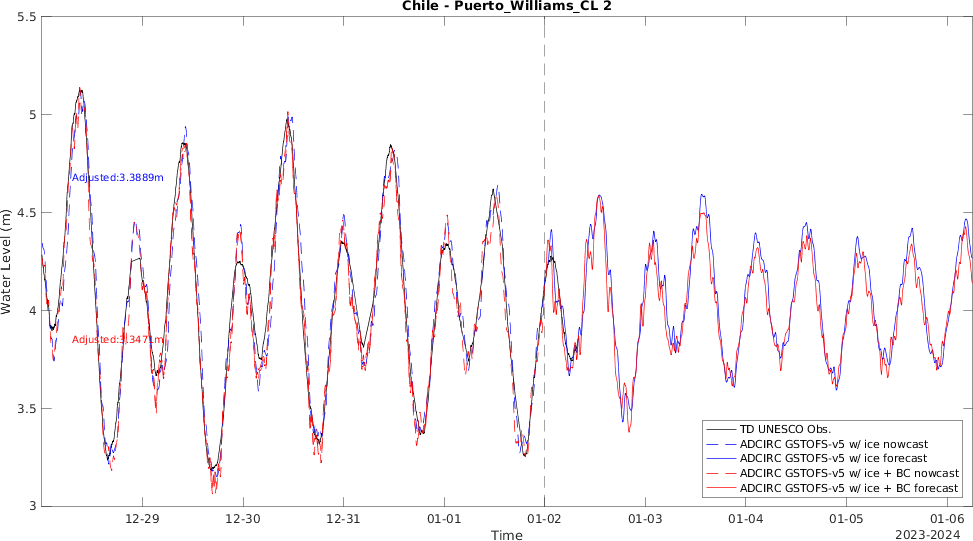 Chile - Puerto_Williams_CL 2
5.5
5
4.5
4
3.5
3
Water Level (m)
Adjusted:3.3889m
Adjusted:3.3471m
TD UNESCO Obs.
ADCIRC GSTOFS-v5 w/ ice nowcast
ADCIRC GSTOFS-v5 w/ ice forecast
ADCIRC GSTOFS-v5 w/ ice + BC nowcast
ADCIRC GSTOFS-v5 w/ ice + BC forecast
12-29 12-30 12-31 01-01 01-02 01-03 01-04 01-05 01-06
Time
2023-2024